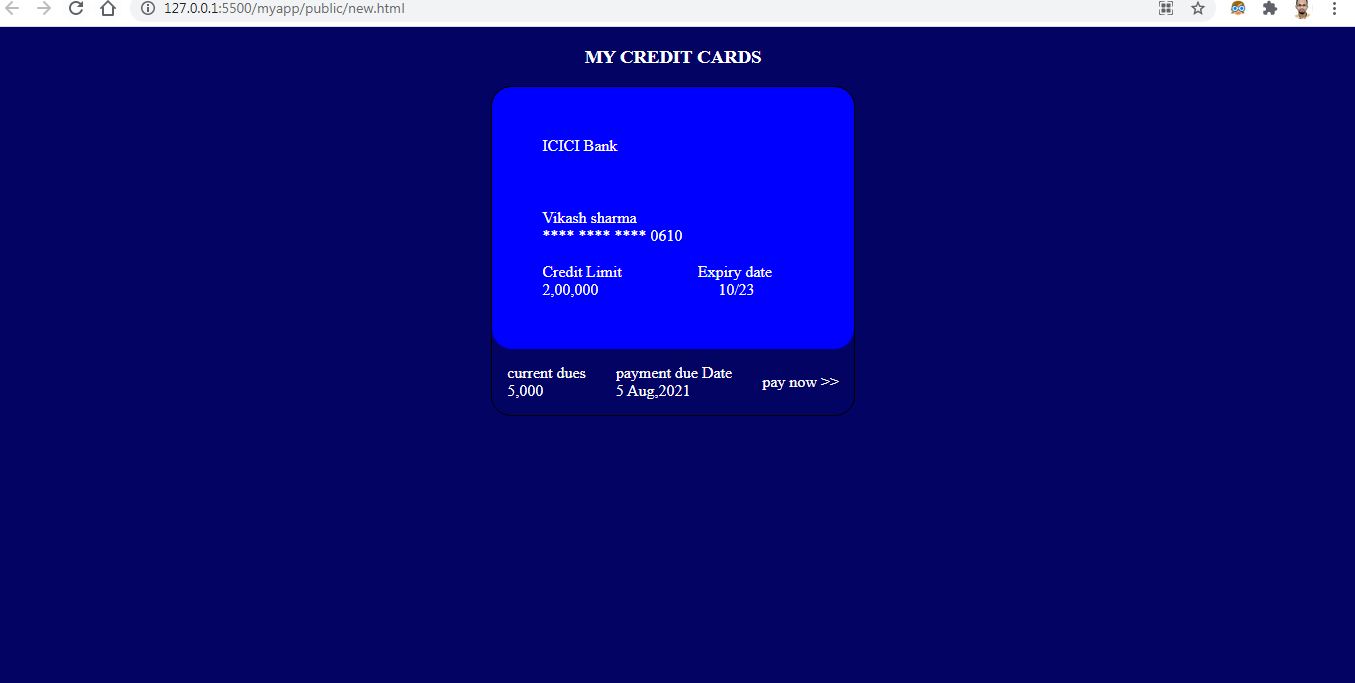 127.0.0.1:5500/myapp/public/new.html
MY CREDIT CARDS
ICICI Bank
Vikash sharma
**** **** **** 0610
Credit Limit Expiry date
2,00,000 10/23
current dues payment due Date
5,000 5 Aug,2021
pay now >>